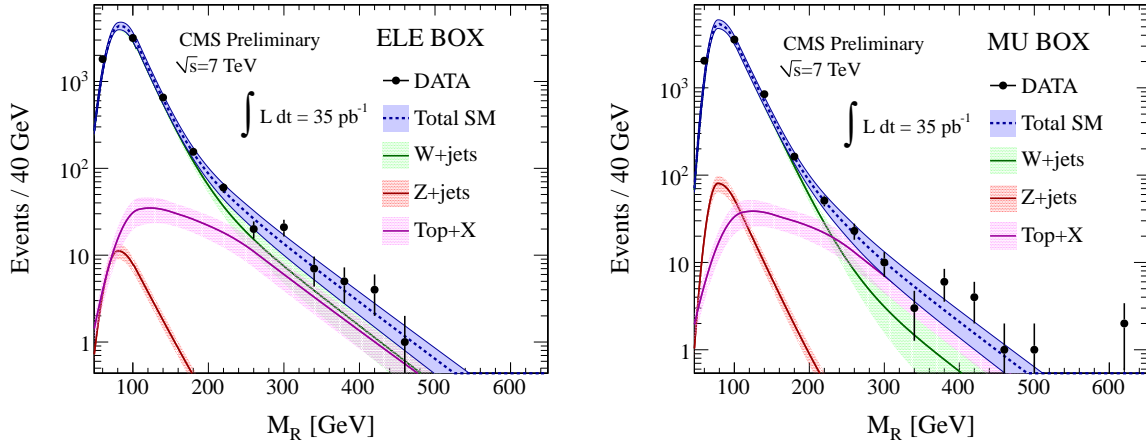 CMS Preliminary
√s=7 TeV
∫ L dt = 35 pb⁻¹
ELE BOX
DATA
Total SM
W+jets
Z+jets
Top+X
Events / 40 GeV
10³
10²
10
1
100 200 300 400 500 600
M_R [GeV]
CMS Preliminary
√s=7 TeV
∫ L dt = 35 pb⁻¹
MU BOX
DATA
Total SM
W+jets
Z+jets
Top+X
Events / 40 GeV
10³
10²
10
1
100 200 300 400 500 600
M_R [GeV]